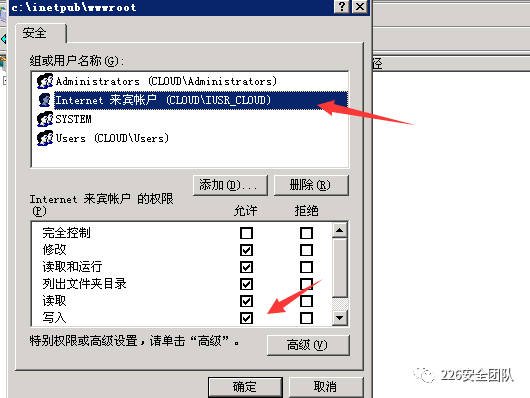 c:\inetpub\wwwroot
安全
组或用户名称(G):
Administrators (CLOUD\Administrators)
Internet 来宾帐户 (CLOUD\IUSR_CLOUD)
SYSTEM
Users (CLOUD\Users)
添加(D)... 删除(R)
Internet 来宾帐户 的权限
(P) 允许 拒绝
完全控制
修改
读取和运行
列出文件夹目录
读取
写入
特别权限或高级设置，请单击“高级”。
高级(V)
确定 取消
226安全团队